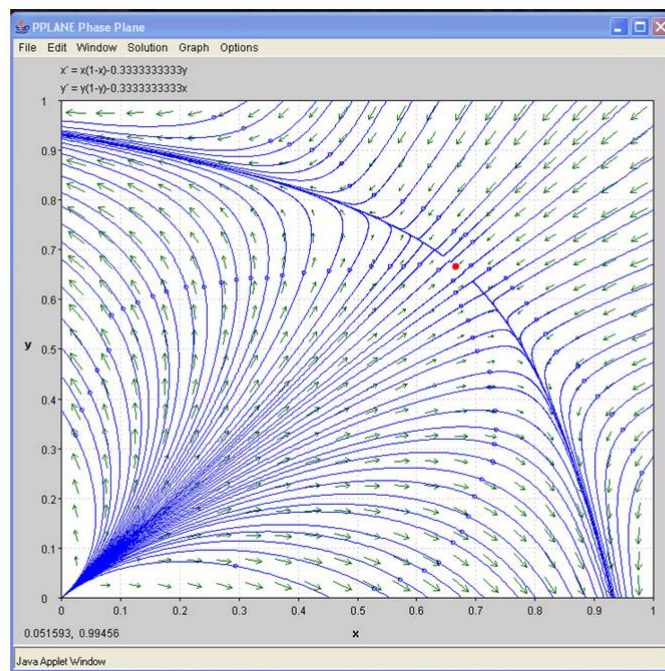 PPLANE Phase Plane
File Edit Window Solution Graph Options
x' = x(1-x)-0.3333333333y
y' = y(1-y)-0.3333333333x
1
0.9
0.8
0.7
0.6
0.5
y
0.4
0.3
0.2
0.1
0
0 0.1 0.2 0.3 0.4 0.5 0.6 0.7 0.8 0.9 1
0.051593, 0.99456 x
Java Applet Window